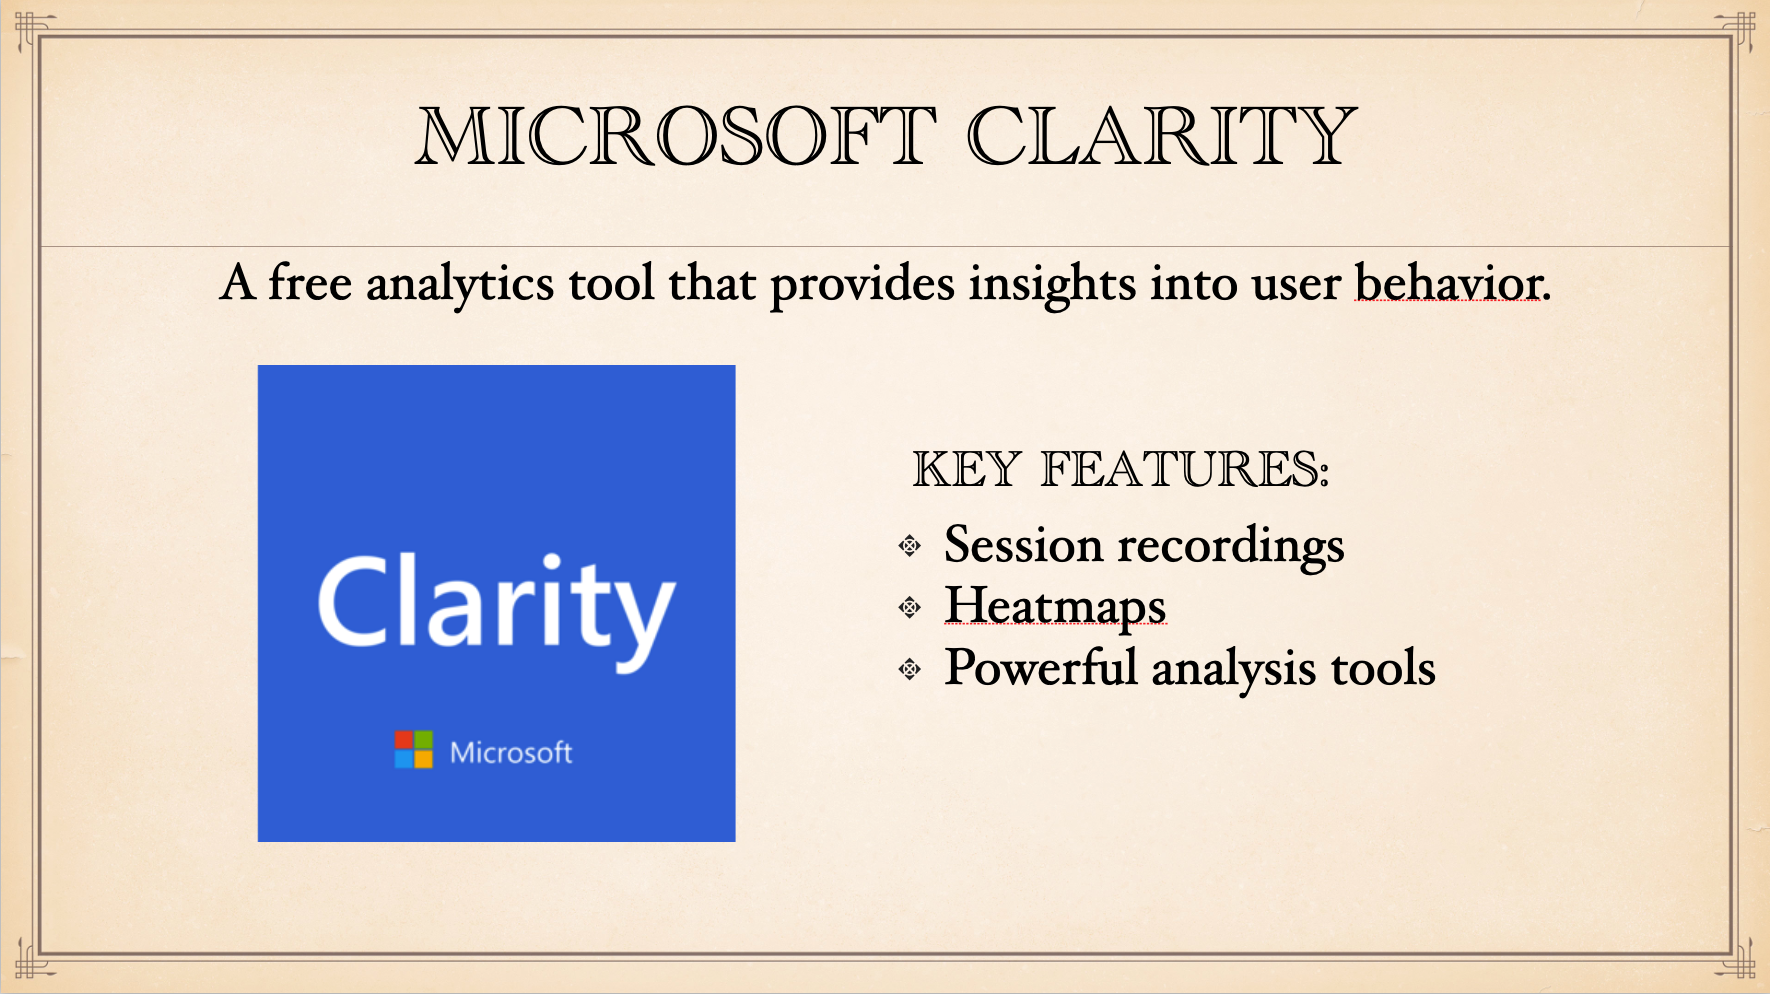 MICROSOFT CLARITY
A free analytics tool that provides insights into user behavior.
Clarity
Microsoft
KEY FEATURES:
Session recordings
Heatmaps
Powerful analysis tools